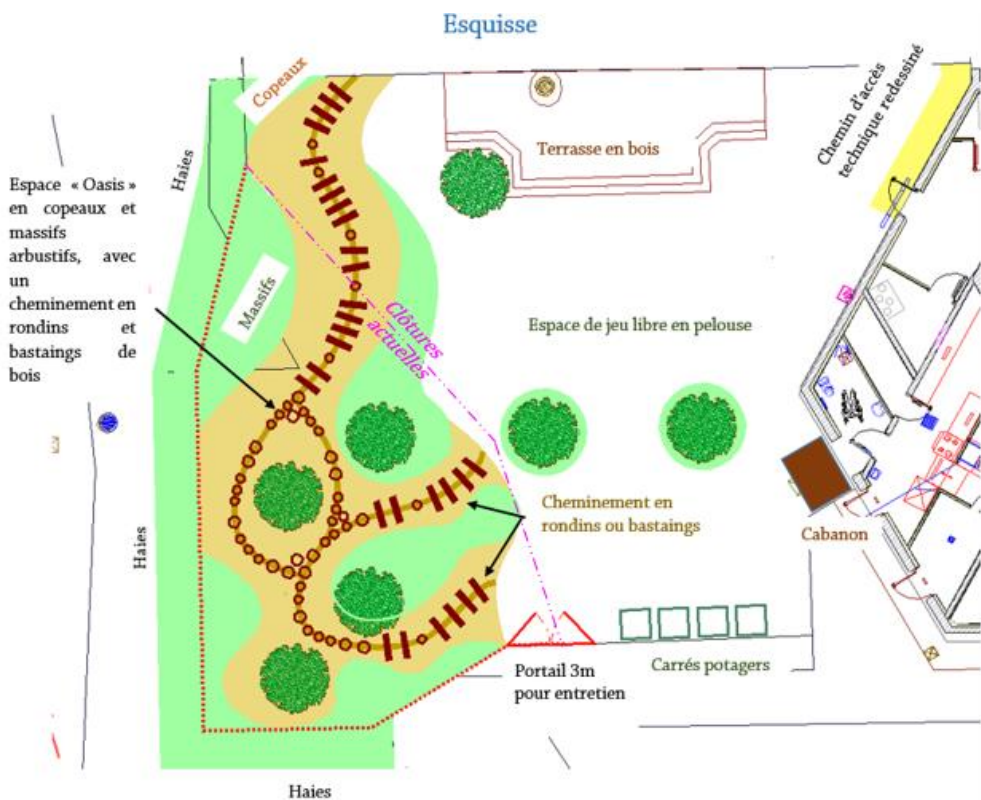 Esquisse
Copeaux
Chemin d'accès
technique redessiné
Terrasse en bois
Haies
Espace « Oasis »
en copeaux et
massifs
arbustifs, avec
un
cheminement en
rondins et
bastaings de
bois
Massifs
Clôtures
actuelles
Espace de jeu libre en pelouse
Cheminement en
rondins ou bastaings
Cabanon
Haies
Portail 3m
pour entretien
Carrés potagers
Haies